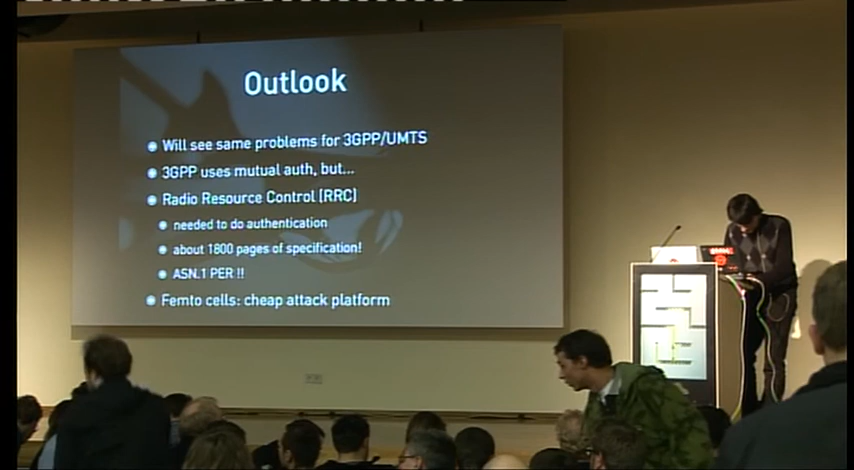 Outlook
Will see same problems for 3GPP/UMTS
3GPP uses mutual auth, but...
Radio Resource Control (RRC)
needed to do authentication
about 1800 pages of specification!
ASN.1 PER !!
Femto cells: cheap attack platform